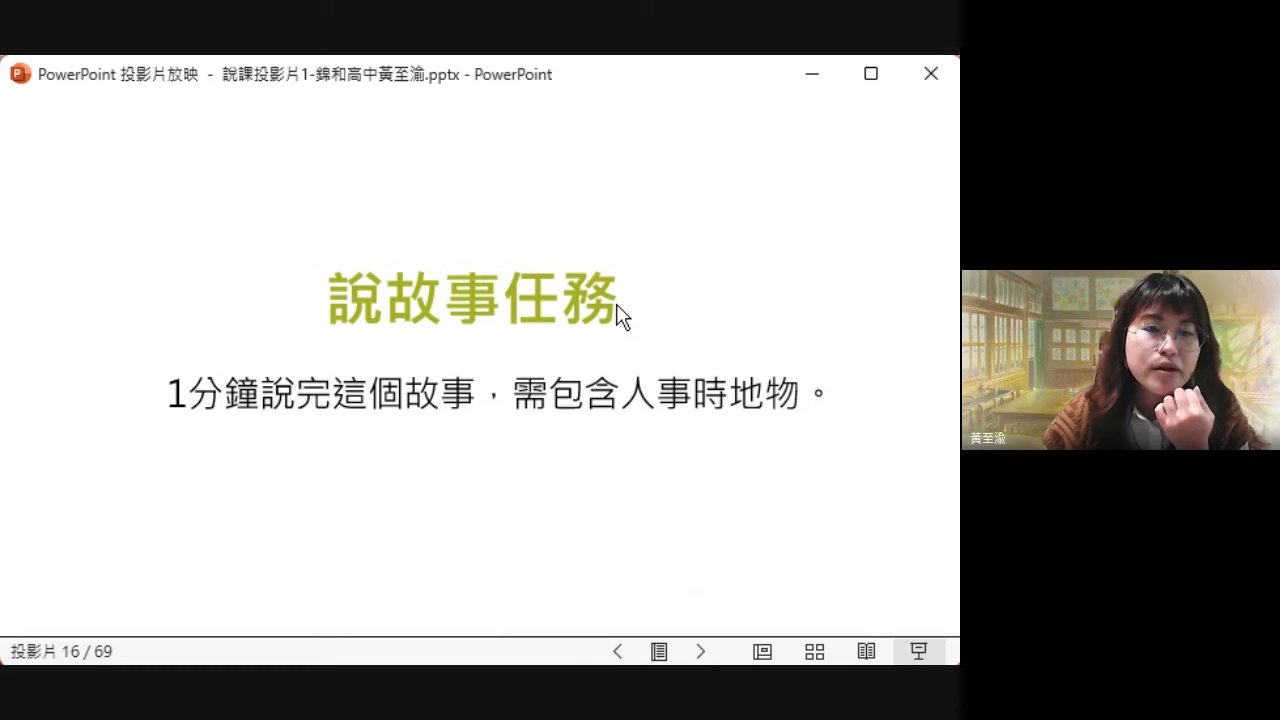 PowerPoint 投影片放映 - 說課投影片1-錦和高中黃至渝.pptx - PowerPoint
說故事任務
1分鐘說完這個故事，需包含人事時地物。
黃至渝
投影片 16 / 69